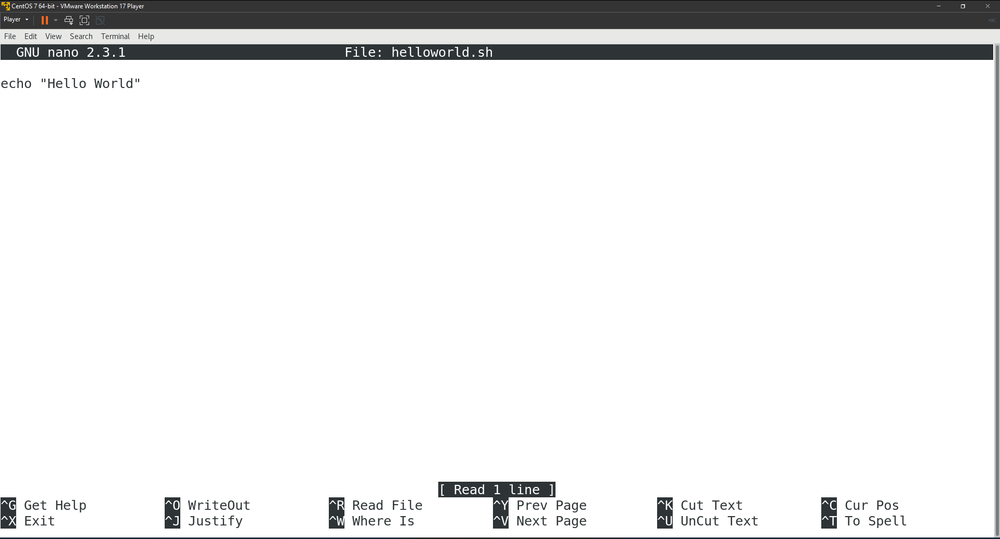 CentOS 7 64-bit - VMware Workstation 17 Player
Player
File Edit View Search Terminal Help
GNU nano 2.3.1 File: helloworld.sh
echo "Hello World"
[ Read 1 line ]
^G Get Help ^O WriteOut ^R Read File ^Y Prev Page ^K Cut Text ^C Cur Pos
^X Exit ^J Justify ^W Where Is ^V Next Page ^U UnCut Text ^T To Spell